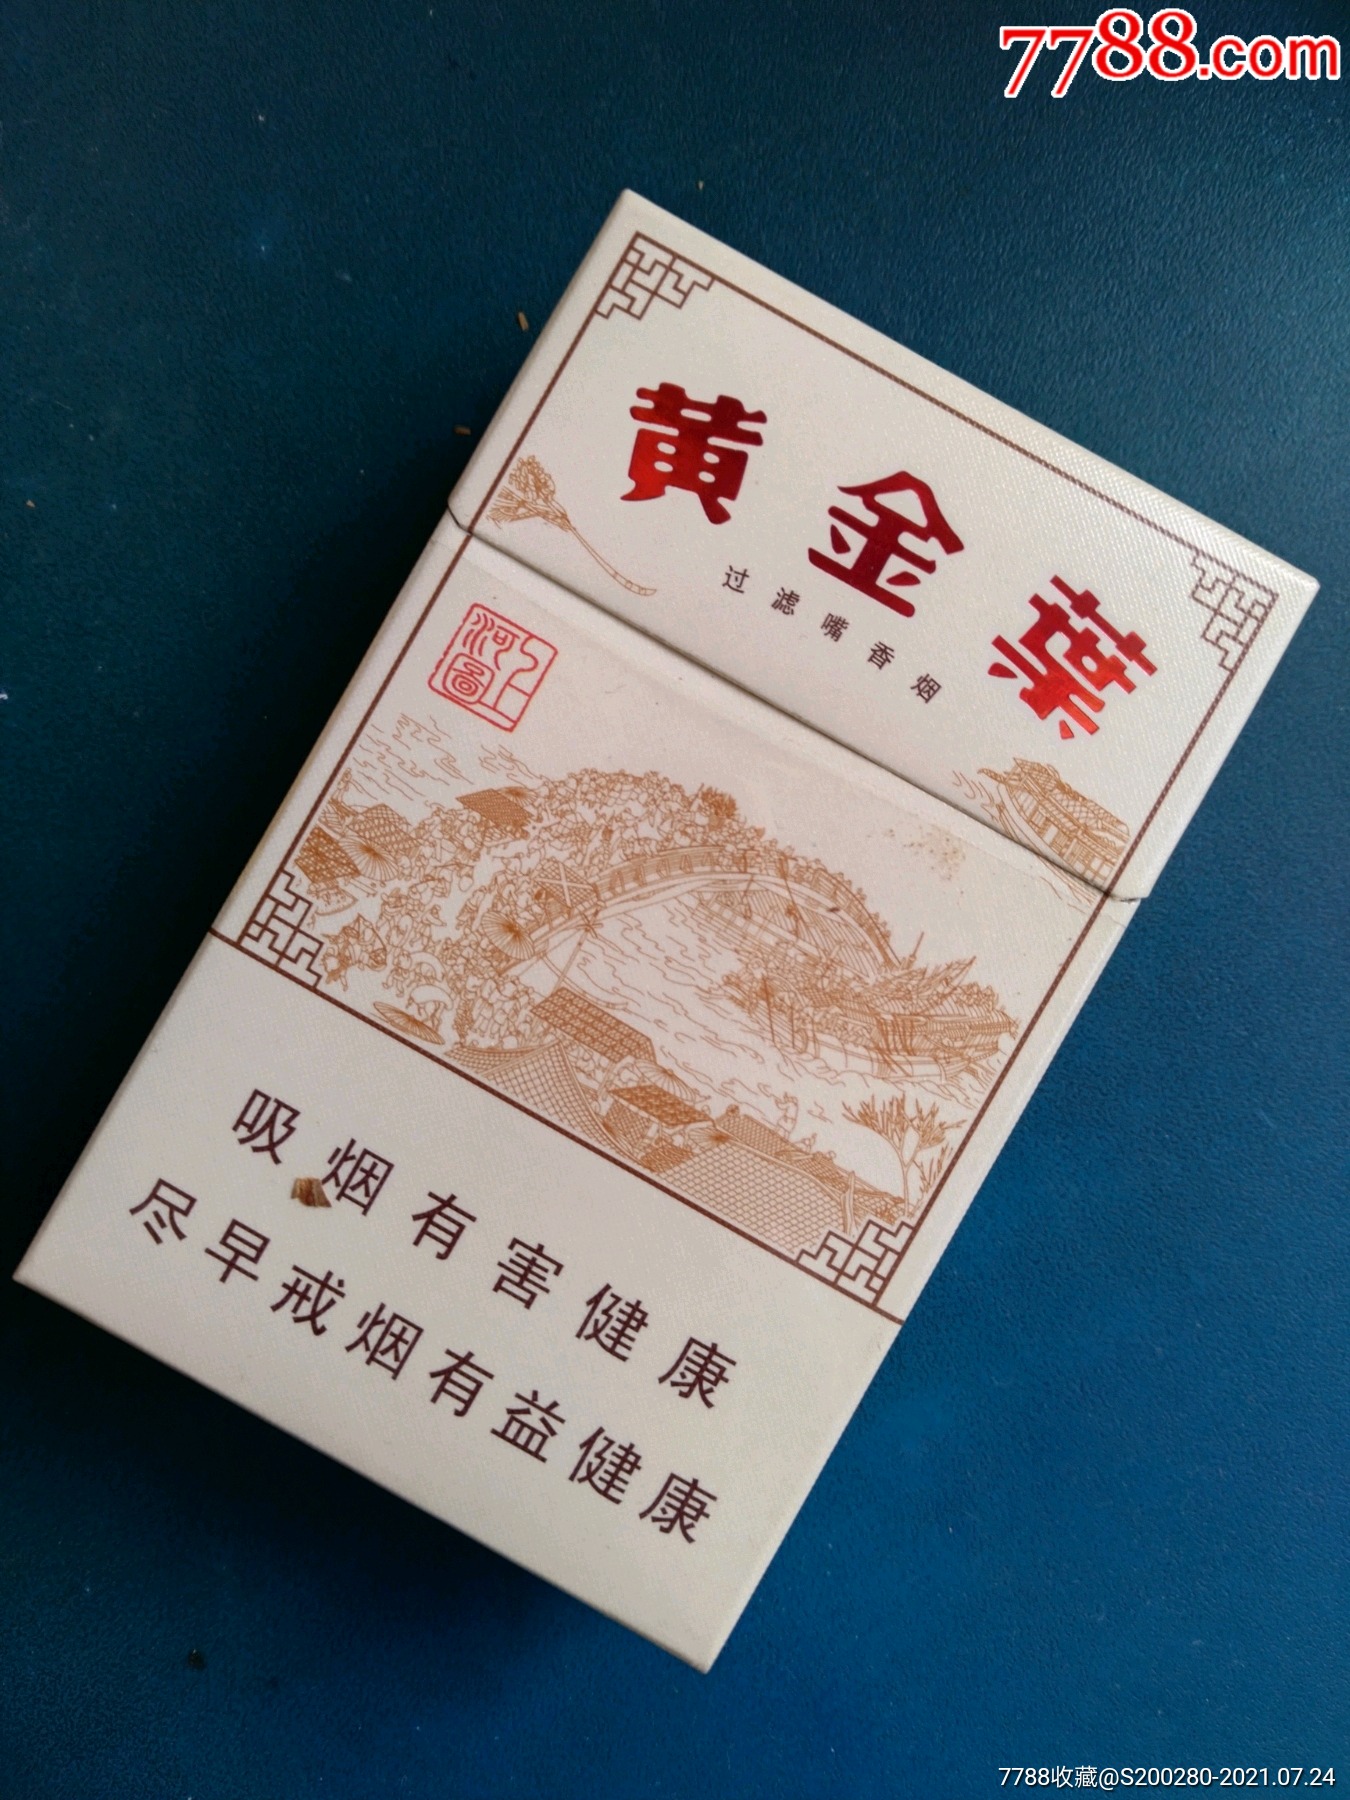 7788.com
黄金葉
过滤嘴香烟
上河圖
吸烟有害健康
尽早戒烟有益健康
7788收藏@S200280-2021.07.24